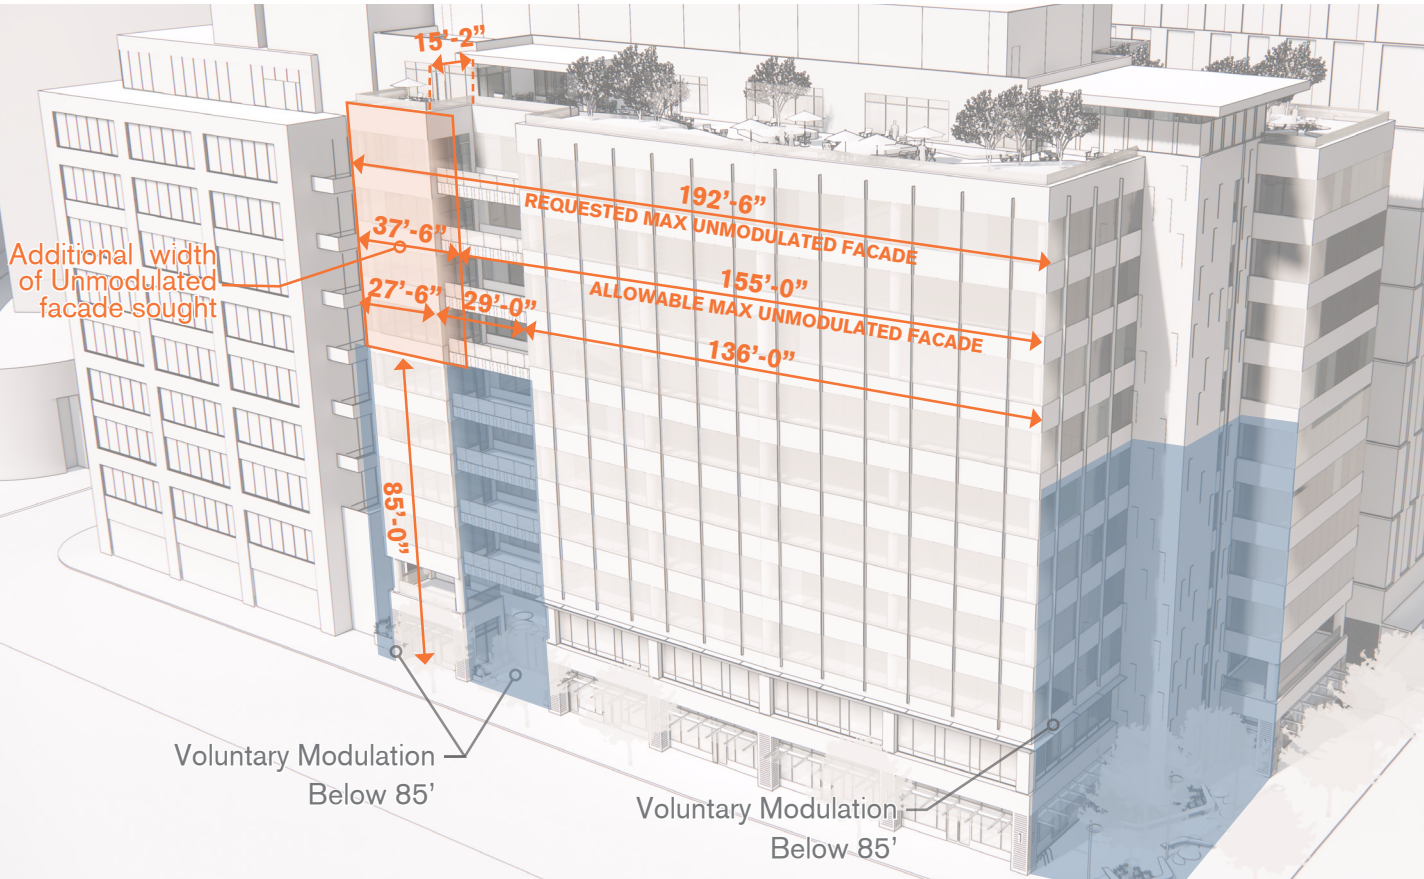 15’-2”
192’-6”
REQUESTED MAX UNMODULATED FACADE
37’-6”
Additional width
of Unmodulated
facade sought
155’-0”
ALLOWABLE MAX UNMODULATED FACADE
27’-6”
29’-0”
136’-0”
85’-0”
Voluntary Modulation
Below 85’
Voluntary Modulation
Below 85’